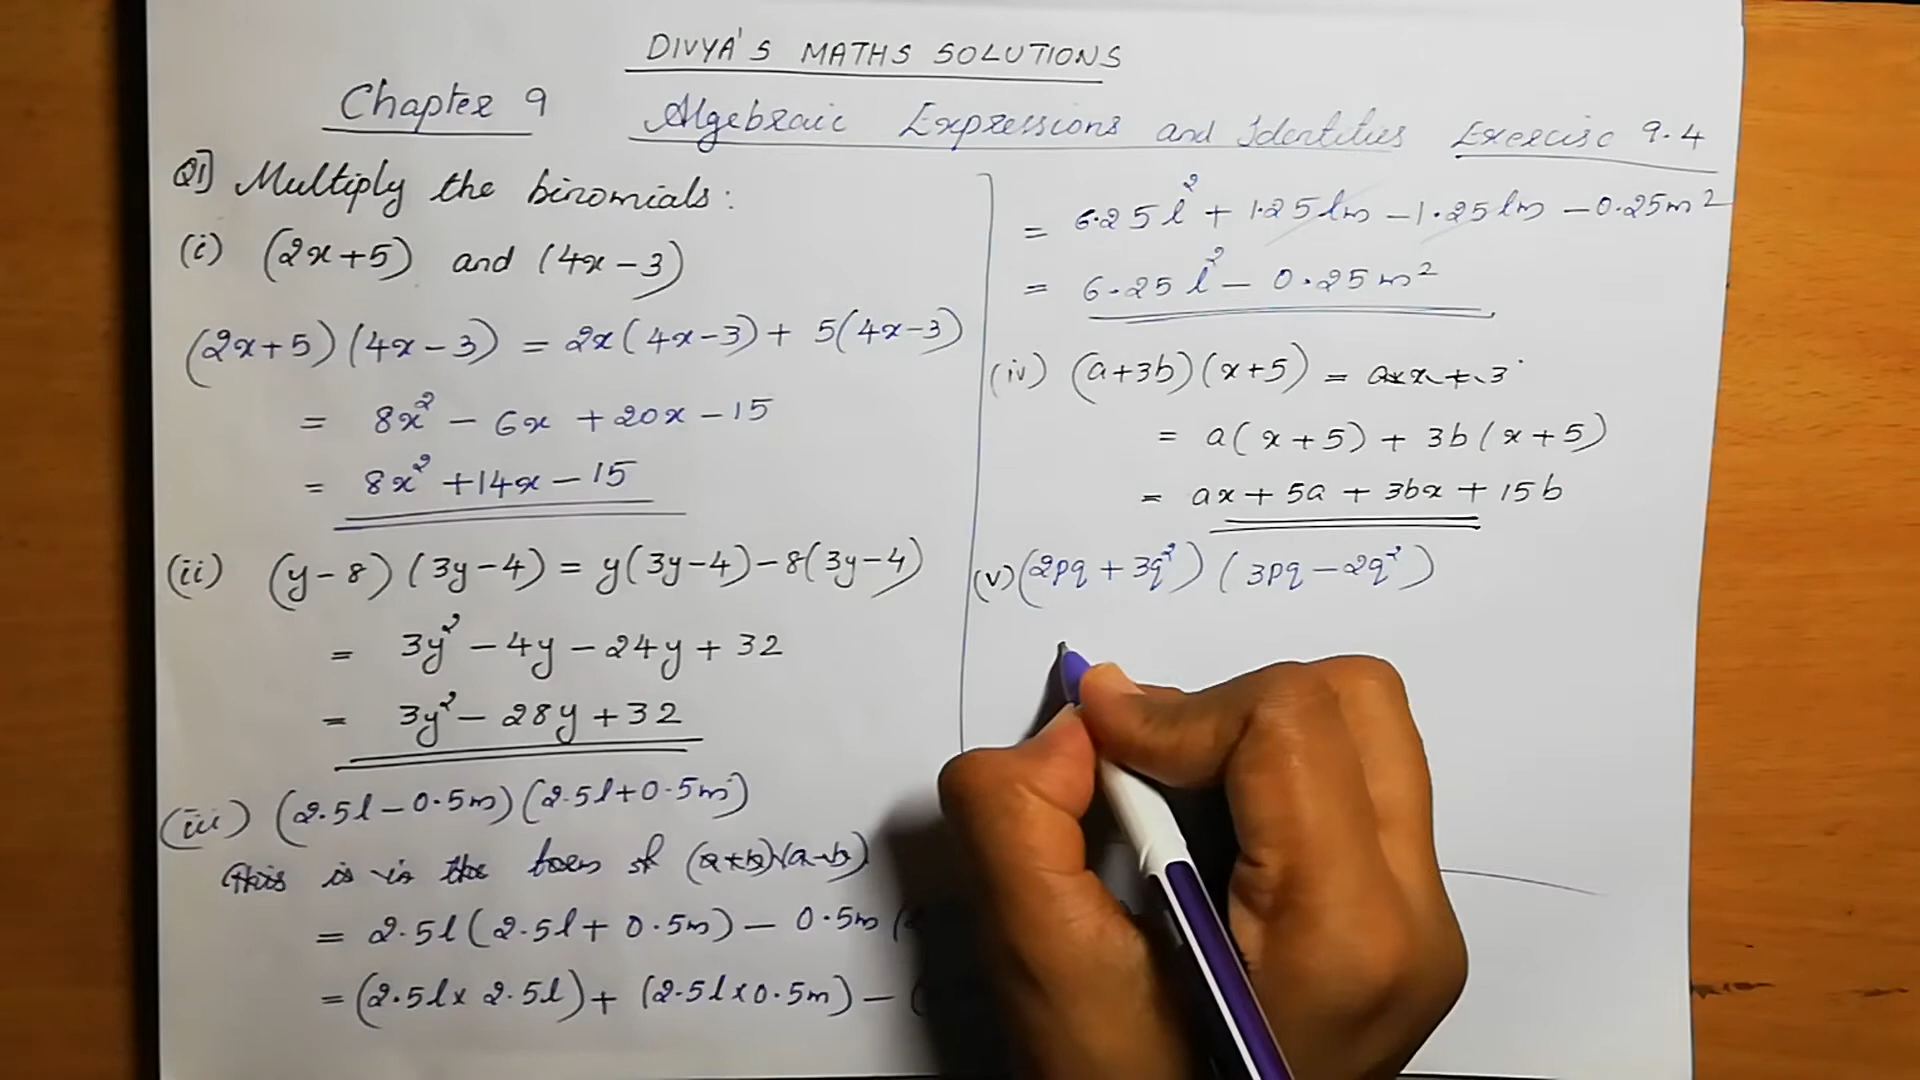 DIVYA'S MATHS SOLUTIONS
Chapter 9 Algebraic Expressions and Identities Exercise 9.4
Q1] Multiply the binomials:
(i) (2x+5) and (4x-3)
(2x+5)(4x-3) = 2x(4x-3)+ 5(4x-3)
= 8x² - 6x + 20x - 15
= 8x² +14x - 15
(ii) (y-8)(3y-4) = y(3y-4)-8(3y-4)
= 3y² - 4y - 24y + 32
= 3y² - 28y + 32
(iii) (2.5l - 0.5m)(2.5l+0.5m)
This is in the form of (a+b)(a-b)
= 2.5l(2.5l + 0.5m) - 0.5m (2
= (2.5l x 2.5l) + (2.5l x 0.5m) - (
= 6.25l² + 1.25lm - 1.25lm - 0.25m²
= 6.25l² - 0.25m²
(iv) (a+3b)(x+5) = axx+3
= a(x+5) + 3b(x+5)
= ax + 5a + 3bx + 15b
(v) (2pq + 3q²)(3pq - 2q²)